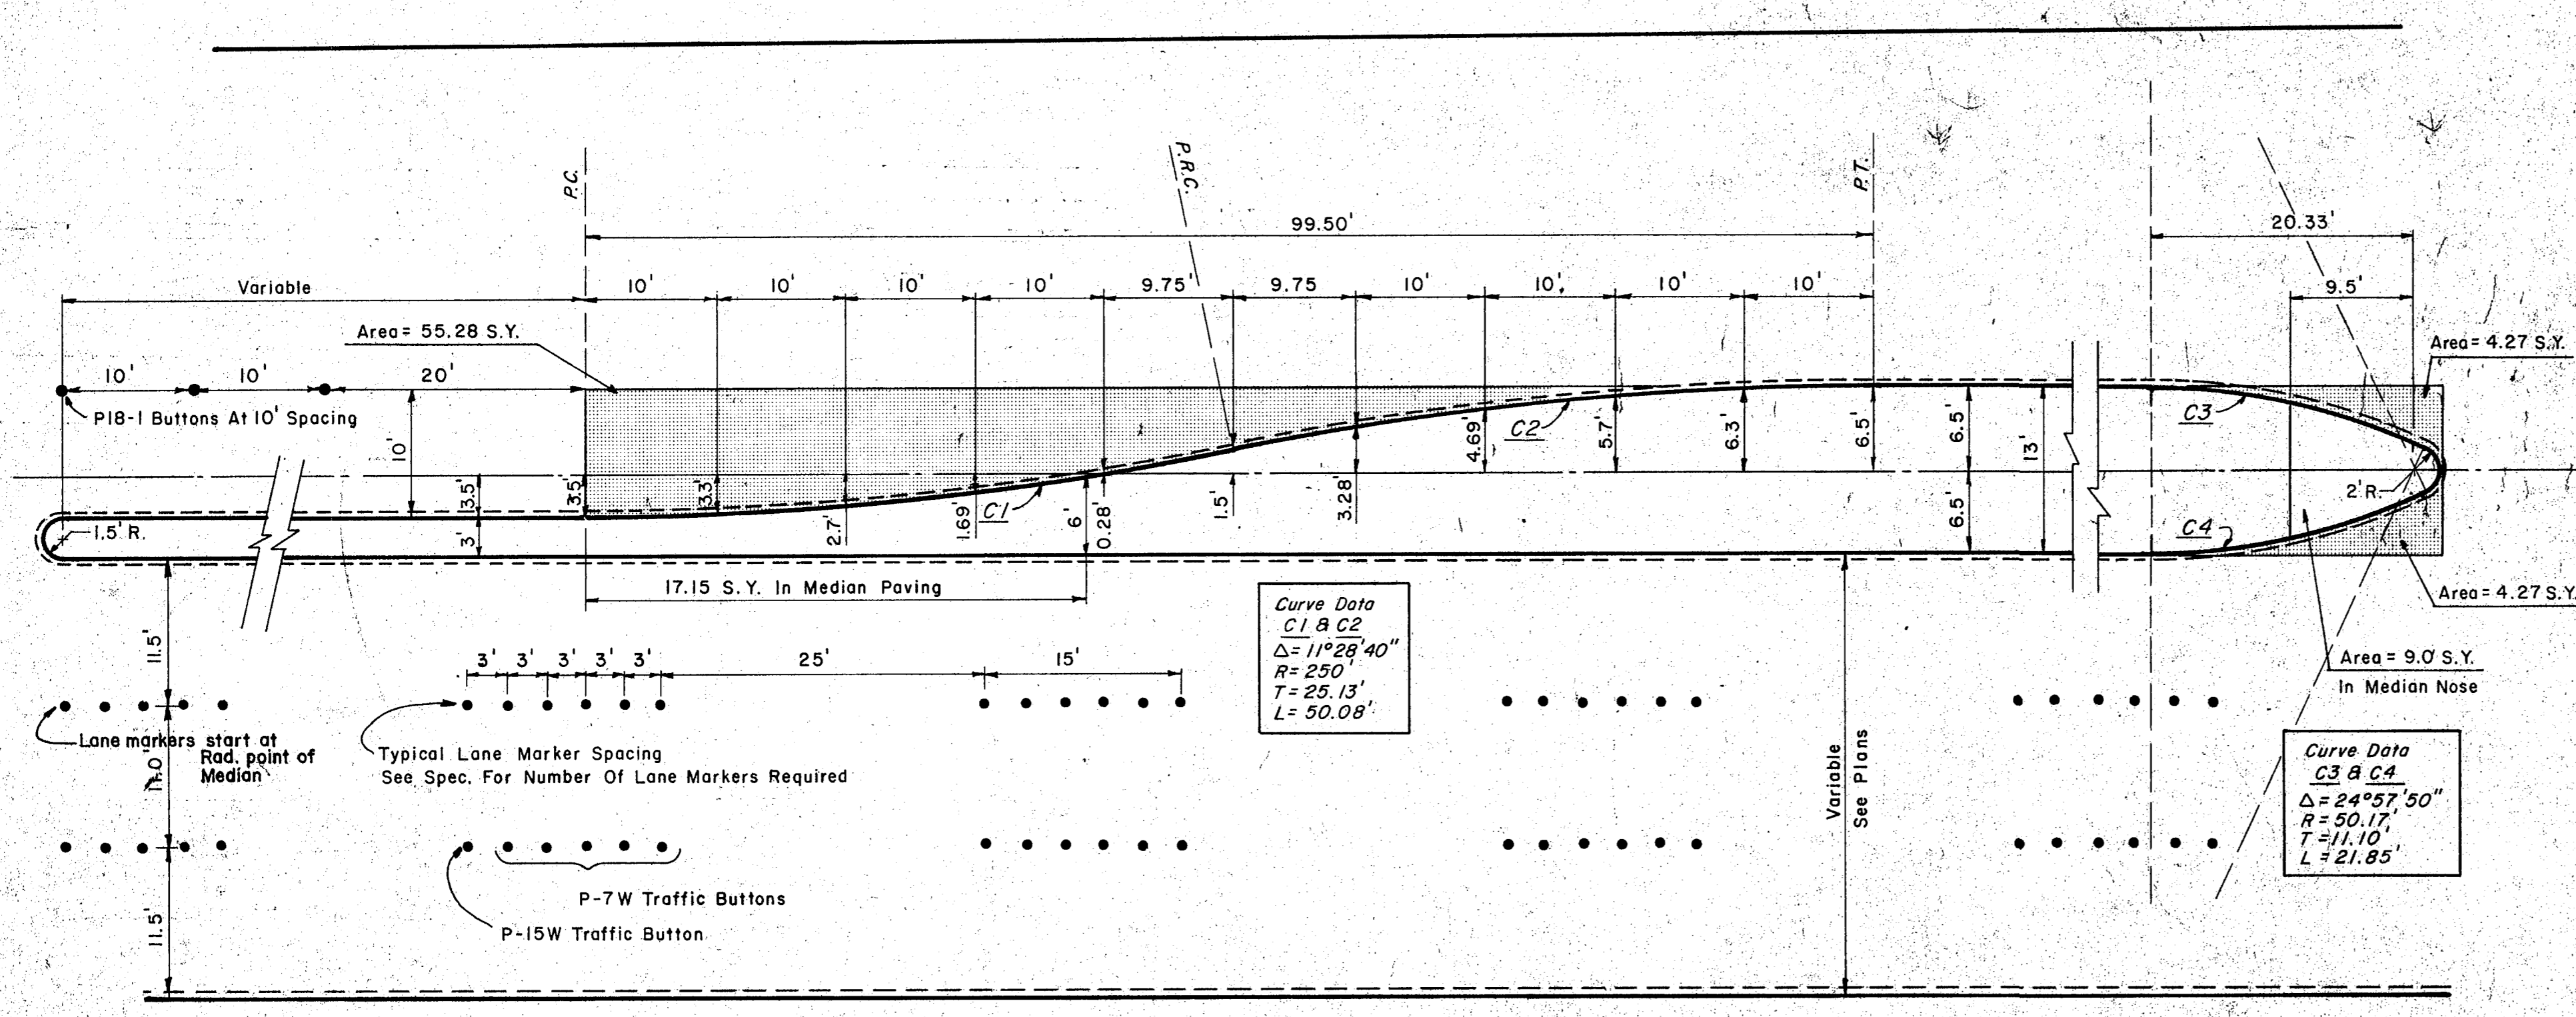 P.C.
P.R.C.
P.T.
99.50'
20.33'
Variable
10'
10'
10'
10'
9.75'
9.75
10'
10'
10'
10'
9.5'
Area = 55.28 S.Y.
Area = 4.27 S.Y.
10'
10'
20'
P18-1 Buttons At 10' Spacing
10'
3.5'
3.5'
3.3'
2.7'
1.69'
C1
6'
0.28'
1.5'
3.28'
4.69'
C2
5.7'
6.3'
6.5'
6.5'
13'
C3
2' R.
1.5' R.
3'
6.5'
C4
17.15 S.Y. In Median Paving
Area = 4.27 S.Y.
Curve Data
C1 & C2
Δ = 11°28'40"
R = 250'
T = 25.13'
L = 50.08'
11.5'
3'
3'
3'
3'
3'
25'
15'
Area = 9.0 S.Y.
In Median Nose
Lane markers start at
Rad. point of
Median
11.0'
Typical Lane Marker Spacing
See Spec. For Number Of Lane Markers Required
Variable
See Plans
Curve Data
C3 & C4
Δ = 24°57'50"
R = 50.17'
T = 11.10'
L = 21.85'
P-7W Traffic Buttons
P-15W Traffic Button
11.5'